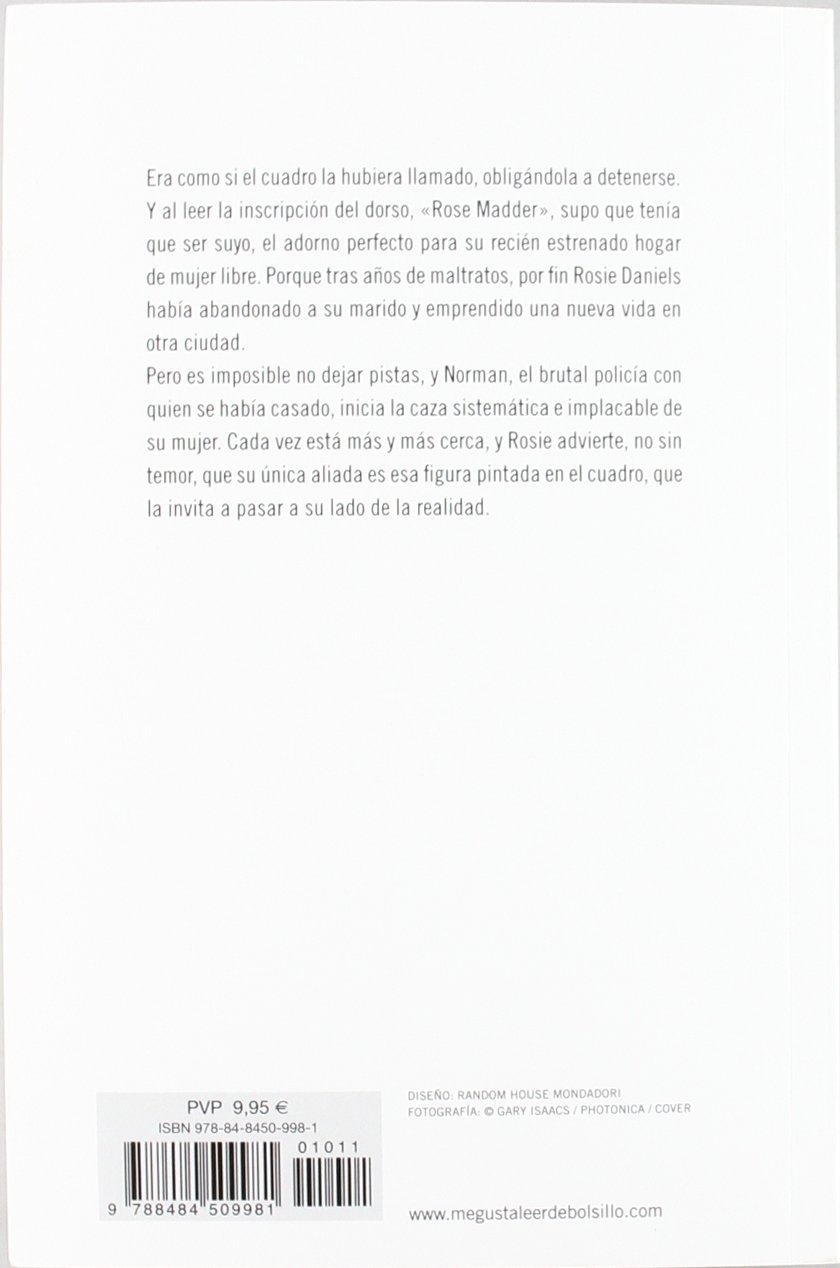 Era como si el cuadro la hubiera llamado, obligándola a detenerse.
Y al leer la inscripción del dorso, «Rose Madder», supo que tenía
que ser suyo, el adorno perfecto para su recién estrenado hogar
de mujer libre. Porque tras años de maltratos, por fin Rosie Daniels
había abandonado a su marido y emprendido una nueva vida en
otra ciudad.
Pero es imposible no dejar pistas, y Norman, el brutal policía con
quien se había casado, inicia la caza sistemática e implacable de
su mujer. Cada vez está más y más cerca, y Rosie advierte, no sin
temor, que su única aliada es esa figura pintada en el cuadro, que
la invita a pasar a su lado de la realidad.
PVP 9,95 €
ISBN 978-84-8450-998-1
01011
9 788484 509981
DISEÑO: RANDOM HOUSE MONDADORI
FOTOGRAFÍA: © GARY ISAACS / PHOTONICA / COVER
www.megustaleerdebolsillo.com